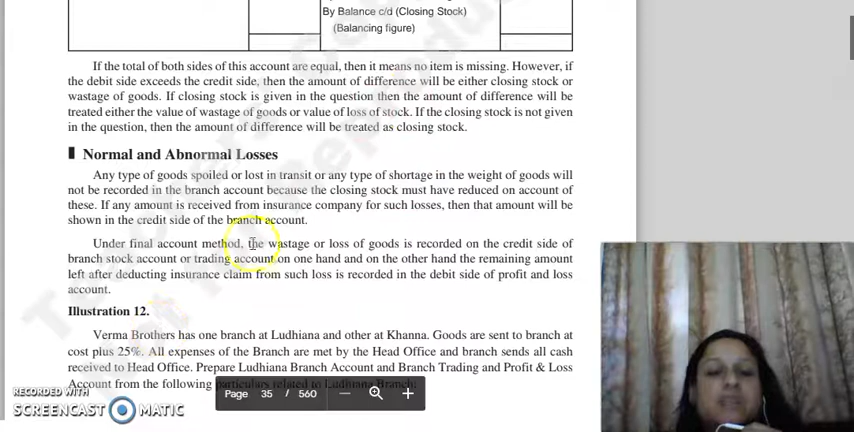 By Balance c/d (Closing Stock)
(Balancing figure)
If the total of both sides of this account are equal, then it means no item is missing. However, if
the debit side exceeds the credit side, then the amount of difference will be either closing stock or
wastage of goods. If closing stock is given in the question then the amount of difference will be
treated either the value of wastage of goods or value of loss of stock. If the closing stock is not given
in the question, then the amount of difference will be treated as closing stock.
Normal and Abnormal Losses
Any type of goods spoiled or lost in transit or any type of shortage in the weight of goods will
not be recorded in the branch account because the closing stock must have reduced on account of
these. If any amount is received from insurance company for such losses, then that amount will be
shown in the credit side of the branch account.
Under final account method, the wastage or loss of goods is recorded on the credit side of
branch stock account or trading account on one hand and on the other hand the remaining amount
left after deducting insurance claim from such loss is recorded in the debit side of profit and loss
account.
Illustration 12.
Verma Brothers has one branch at Ludhiana and other at Khanna. Goods are sent to branch at
cost plus 25%. All expenses of the Branch are met by the Head Office and branch sends all cash
received to Head Office. Prepare Ludhiana Branch Account and Branch Trading and Profit & Loss
Account from the following particulars related to Ludhiana Branch:
Page 35 / 560
RECORDED WITH
SCREENCAST MATIC